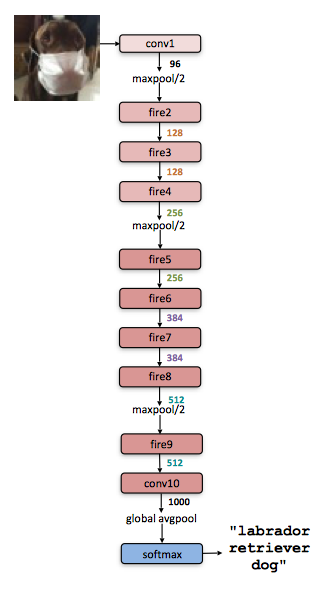 conv1
96
maxpool/2
fire2
128
fire3
128
fire4
256
maxpool/2
fire5
256
fire6
384
fire7
384
fire8
512
maxpool/2
fire9
512
conv10
1000
global avgpool
softmax
"labrador
retriever
dog"